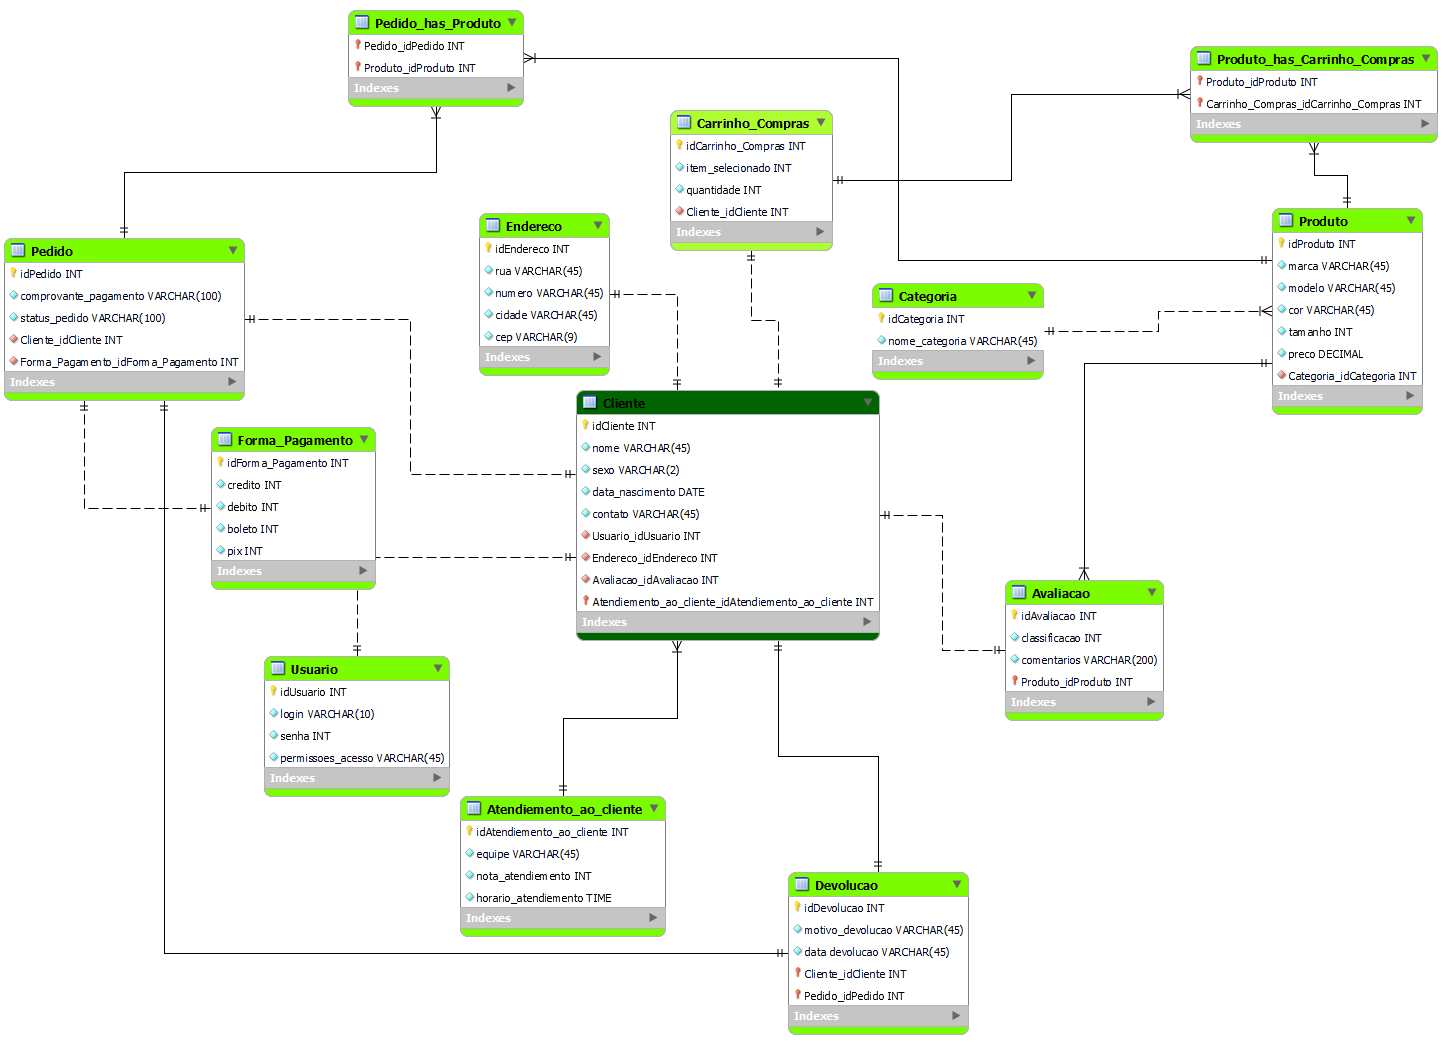 Pedido_has_Produto
Pedido_idPedido INT
Produto_idProduto INT
Indexes
Produto_has_Carrinho_Compras
Produto_idProduto INT
Carrinho_Compras_idCarrinho_Compras INT
Indexes
Carrinho_Compras
idCarrinho_Compras INT
item_selecionado INT
quantidade INT
Cliente_idCliente INT
Indexes
Endereco
idEndereco INT
rua VARCHAR(45)
numero VARCHAR(45)
cidade VARCHAR(45)
cep VARCHAR(9)
Indexes
Produto
idProduto INT
marca VARCHAR(45)
modelo VARCHAR(45)
cor VARCHAR(45)
tamanho INT
preco DECIMAL
Categoria_idCategoria INT
Indexes
Pedido
idPedido INT
comprovante_pagamento VARCHAR(100)
status_pedido VARCHAR(100)
Cliente_idCliente INT
Forma_Pagamento_idForma_Pagamento INT
Indexes
Categoria
idCategoria INT
nome_categoria VARCHAR(45)
Indexes
Cliente
idCliente INT
nome VARCHAR(45)
sexo VARCHAR(2)
data_nascimento DATE
contato VARCHAR(45)
Usuario_idUsuario INT
Endereco_idEndereco INT
Avaliacao_idAvaliacao INT
Atendiemento_ao_cliente_idAtendiemento_ao_cliente INT
Indexes
Forma_Pagamento
idForma_Pagamento INT
credito INT
debito INT
boleto INT
pix INT
Indexes
Avaliacao
idAvaliacao INT
classificacao INT
comentarios VARCHAR(200)
Produto_idProduto INT
Indexes
Usuario
idUsuario INT
login VARCHAR(10)
senha INT
permissoes_acesso VARCHAR(45)
Indexes
Atendiemento_ao_cliente
idAtendiemento_ao_cliente INT
equipe VARCHAR(45)
nota_atendiemento INT
horario_atendiemento TIME
Indexes
Devolucao
idDevolucao INT
motivo_devolucao VARCHAR(45)
data devolucao VARCHAR(45)
Cliente_idCliente INT
Pedido_idPedido INT
Indexes